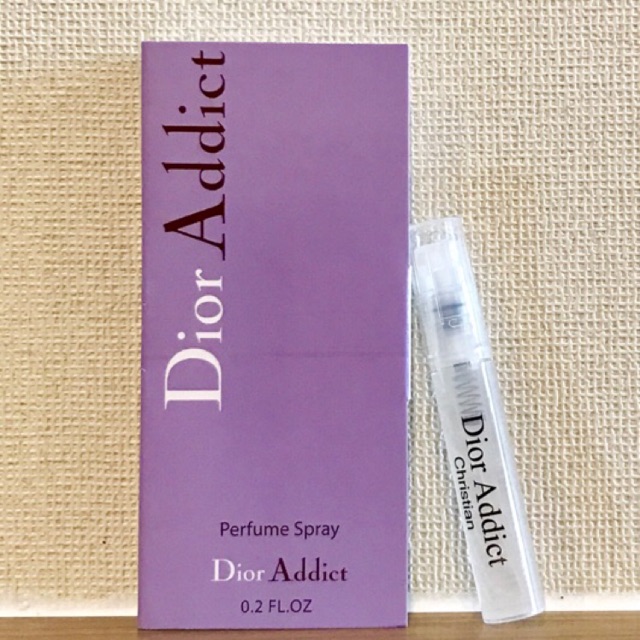 Dior Addict
Perfume Spray
Dior Addict
0.2 FL.OZ
Dior Addict
Christian